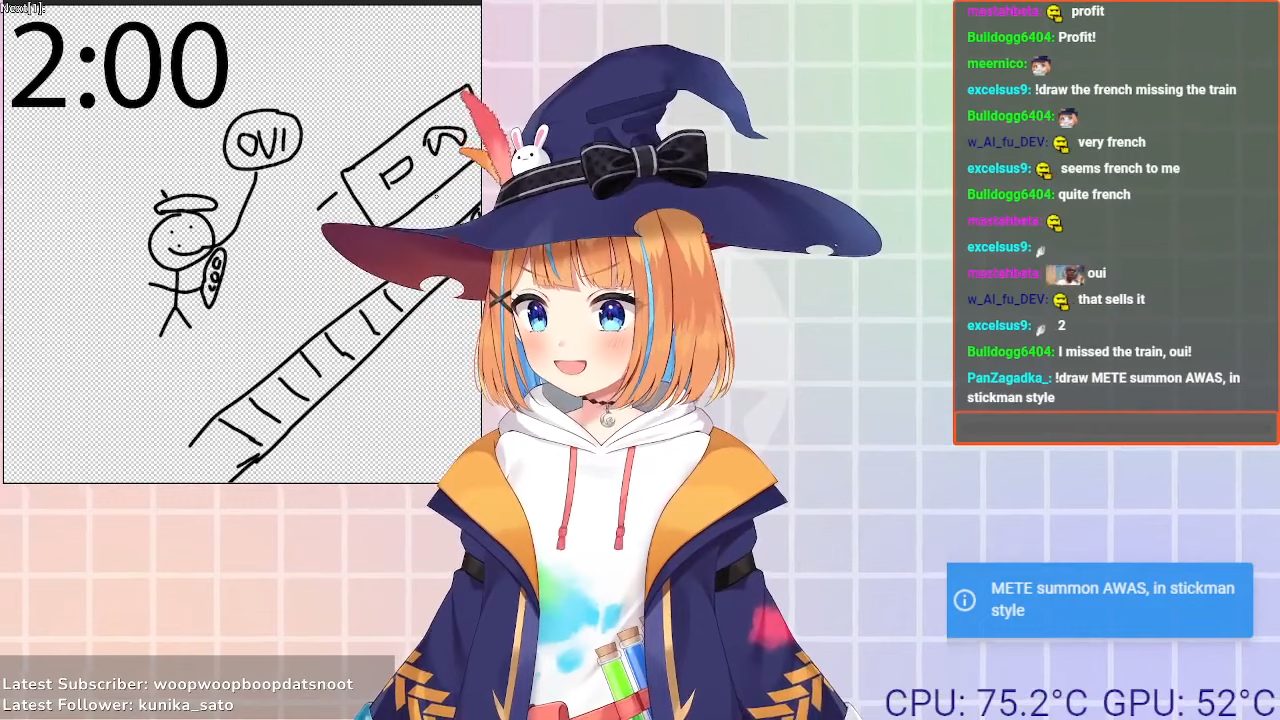 Next[1]:
2:00
OUI
mastahbeta: profit
Bulldogg6404: Profit!
meernico:
excelsus9: !draw the french missing the train
Bulldogg6404:
w_AI_fu_DEV: very french
excelsus9: seems french to me
Bulldogg6404: quite french
mastahbeta:
excelsus9:
mastahbeta: oui
w_AI_fu_DEV: that sells it
excelsus9: 2
Bulldogg6404: I missed the train, oui!
PanZagadka_: !draw METE summon AWAS, in
stickman style
METE summon AWAS, in stickman
style
Latest Subscriber: woopwoopboopdatsnoot
Latest Follower: kunika_sato
CPU: 75.2°C GPU: 52°C